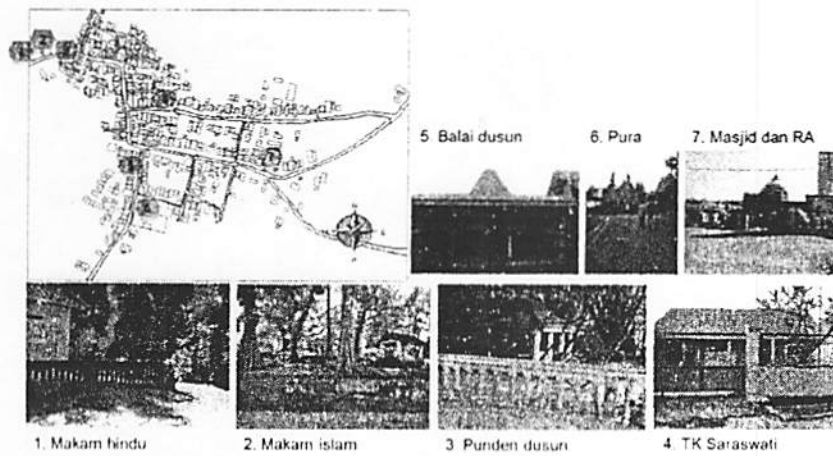 5 Balai dusun
6. Pura
7. Masjid dan RA
1. Makam hindu
2. Makam islam
3 Punden dusun
4. TK Saraswati